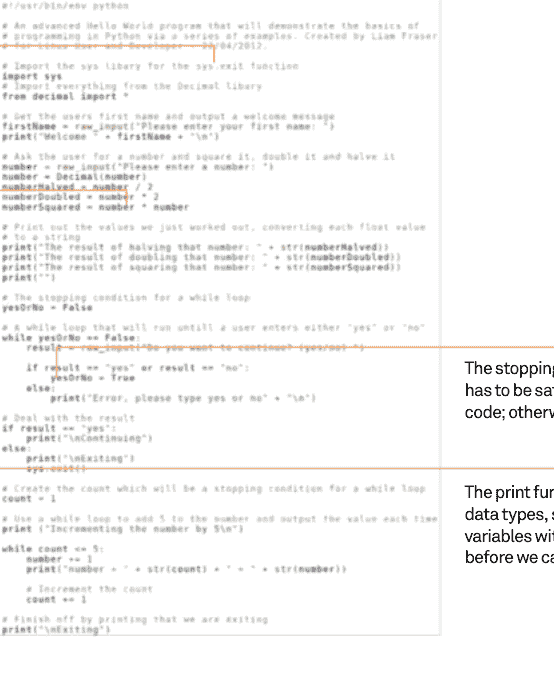 #!/usr/bin/env python
# An advanced Hello World program that will demonstrate the basics of
# programming in Python via a series of examples. Created by Liam Fraser
# for Linux User and Developer - /04/2012.
# Import the sys libary for the sys.exit function
import sys
# Import everything from the Decimal libary
from decimal import *
# Get the users first name and output a welcome message
firstName = raw_input("Please enter your first name: ")
print("Welcome " + firstName + "\n")
# Ask the user for a number and square it, double it and halve it
number = raw_input("Please enter a number: ")
number = Decimal(number)
numberHalved = number / 2
numberDoubled = number * 2
numberSquared = number * number
# Print out the values we just worked out, converting each float value
# to a string
print("The result of halving that number: " + str(numberHalved))
print("The result of doubling that number: " + str(numberDoubled))
print("The result of squaring that number: " + str(numberSquared))
print("")
# The stopping condition for a while loop
yesOrNo = False
# A while loop that will run untill a user enters either "yes" or "no"
while yesOrNo == False:
result = raw_input("Do you want to continue? (yes/no) ")
if result == "yes" or result == "no":
yesOrNo = True
else:
print("Error, please type yes or no" + "\n")
# Deal with the result
if result == "yes":
print("\nContinuing")
else:
print("\nExiting")
sys.exit()
# Create the count which will be a stopping condition for a while loop
count = 1
# Use a while loop to add 5 to the number and output the value each time
print ("Incrementing the number by 5\n")
while count <= 5:
number += 1
print("number + " + str(count) + " = " + str(number))
# Increment the count
count += 1
# Finish off by printing that we are exiting
print("\nExiting")
The stopping
has to be sat
code; otherw
The print fun
data types, s
variables wit
before we ca